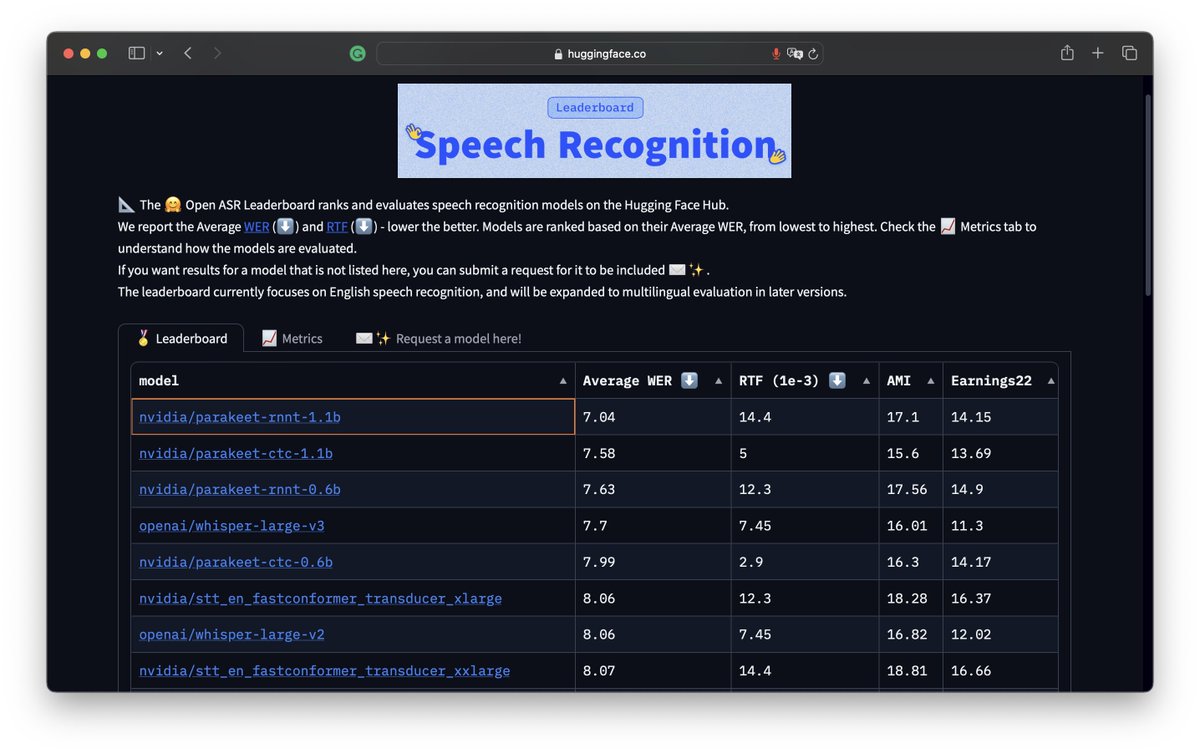 huggingface.co
Leaderboard
👋Speech Recognition👋
📐 The 🤗 Open ASR Leaderboard ranks and evaluates speech recognition models on the Hugging Face Hub.
We report the Average WER (⬇️) and RTF (⬇️) - lower the better. Models are ranked based on their Average WER, from lowest to highest. Check the 📈 Metrics tab to
understand how the models are evaluated.
If you want results for a model that is not listed here, you can submit a request for it to be included ✉️✨ .
The leaderboard currently focuses on English speech recognition, and will be expanded to multilingual evaluation in later versions.
🏅 Leaderboard 📈 Metrics ✉️✨ Request a model here!
model ▲ Average WER ⬇️ ▲ RTF (1e-3) ⬇️ ▲ AMI ▲ Earnings22 ▲
nvidia/parakeet-rnnt-1.1b 7.04 14.4 17.1 14.15
nvidia/parakeet-ctc-1.1b 7.58 5 15.6 13.69
nvidia/parakeet-rnnt-0.6b 7.63 12.3 17.56 14.9
openai/whisper-large-v3 7.7 7.45 16.01 11.3
nvidia/parakeet-ctc-0.6b 7.99 2.9 16.3 14.17
nvidia/stt_en_fastconformer_transducer_xlarge 8.06 12.3 18.28 16.37
openai/whisper-large-v2 8.06 7.45 16.82 12.02
nvidia/stt_en_fastconformer_transducer_xxlarge 8.07 14.4 18.81 16.66